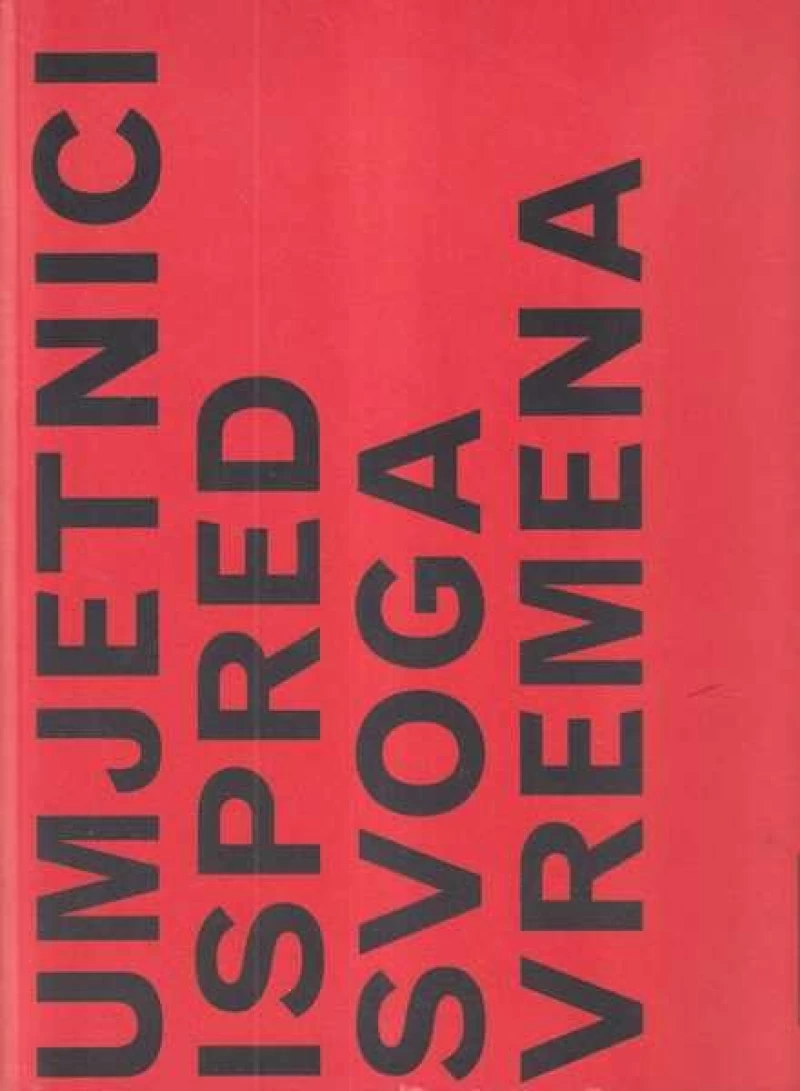 UMJETNICI
ISPRED
SVOGA
VREMENA